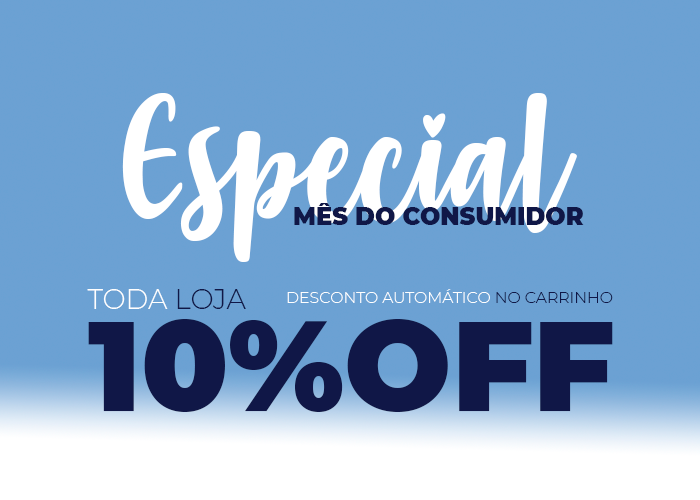 Especial
MÊS DO CONSUMIDOR
TODA LOJA
DESCONTO AUTOMÁTICO NO CARRINHO
10%OFF